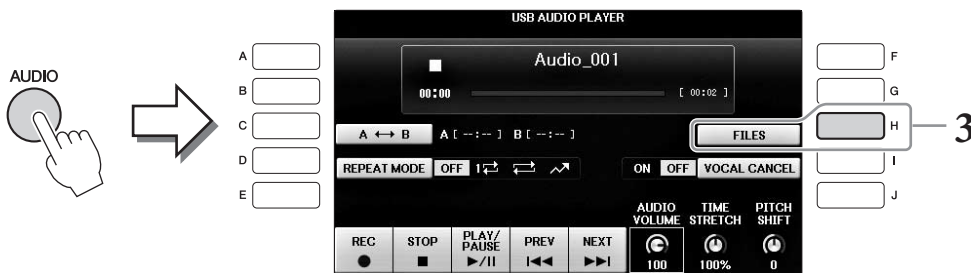 AUDIO
A
B
C
D
E
USB AUDIO PLAYER
Audio_001
00:00 [ 00:02 ]
A ↔ B A [ --:-- ] B [ --:-- ]
FILES
REPEAT MODE OFF 1
ON OFF VOCAL CANCEL
AUDIO VOLUME
TIME STRETCH
PITCH SHIFT
REC
STOP
PLAY/PAUSE
PREV
NEXT
100
100%
0
F
G
H
I
J
3